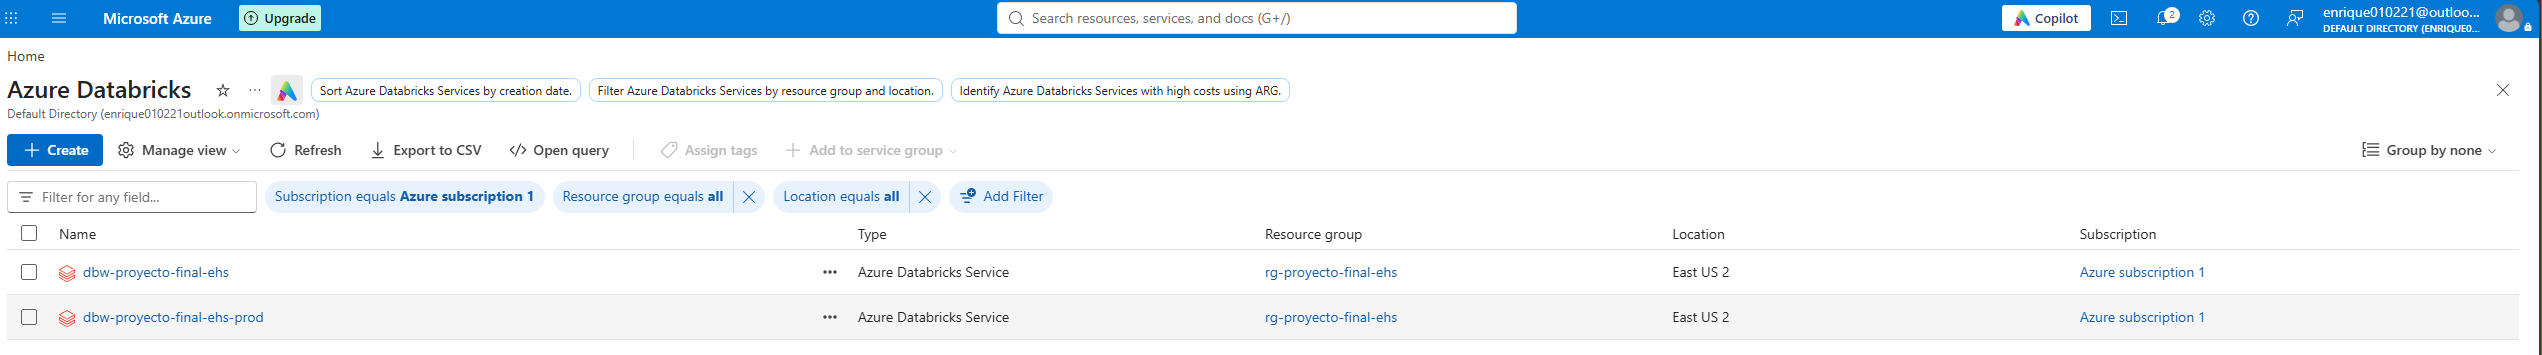 Microsoft Azure
Upgrade
Search resources, services, and docs (G+/)
Copilot
2
enrique010221@outloo...
DEFAULT DIRECTORY (ENRIQUE0...
Home
Azure Databricks
Sort Azure Databricks Services by creation date.
Filter Azure Databricks Services by resource group and location.
Identify Azure Databricks Services with high costs using ARG.
Default Directory (enrique010221outlook.onmicrosoft.com)
Create
Manage view
Refresh
Export to CSV
Open query
Assign tags
Add to service group
Group by none
Filter for any field...
Subscription equals Azure subscription 1
Resource group equals all
Location equals all
Add Filter
Name Type Resource group Location Subscription
dbw-proyecto-final-ehs ••• Azure Databricks Service rg-proyecto-final-ehs East US 2 Azure subscription 1
dbw-proyecto-final-ehs-prod ••• Azure Databricks Service rg-proyecto-final-ehs East US 2 Azure subscription 1